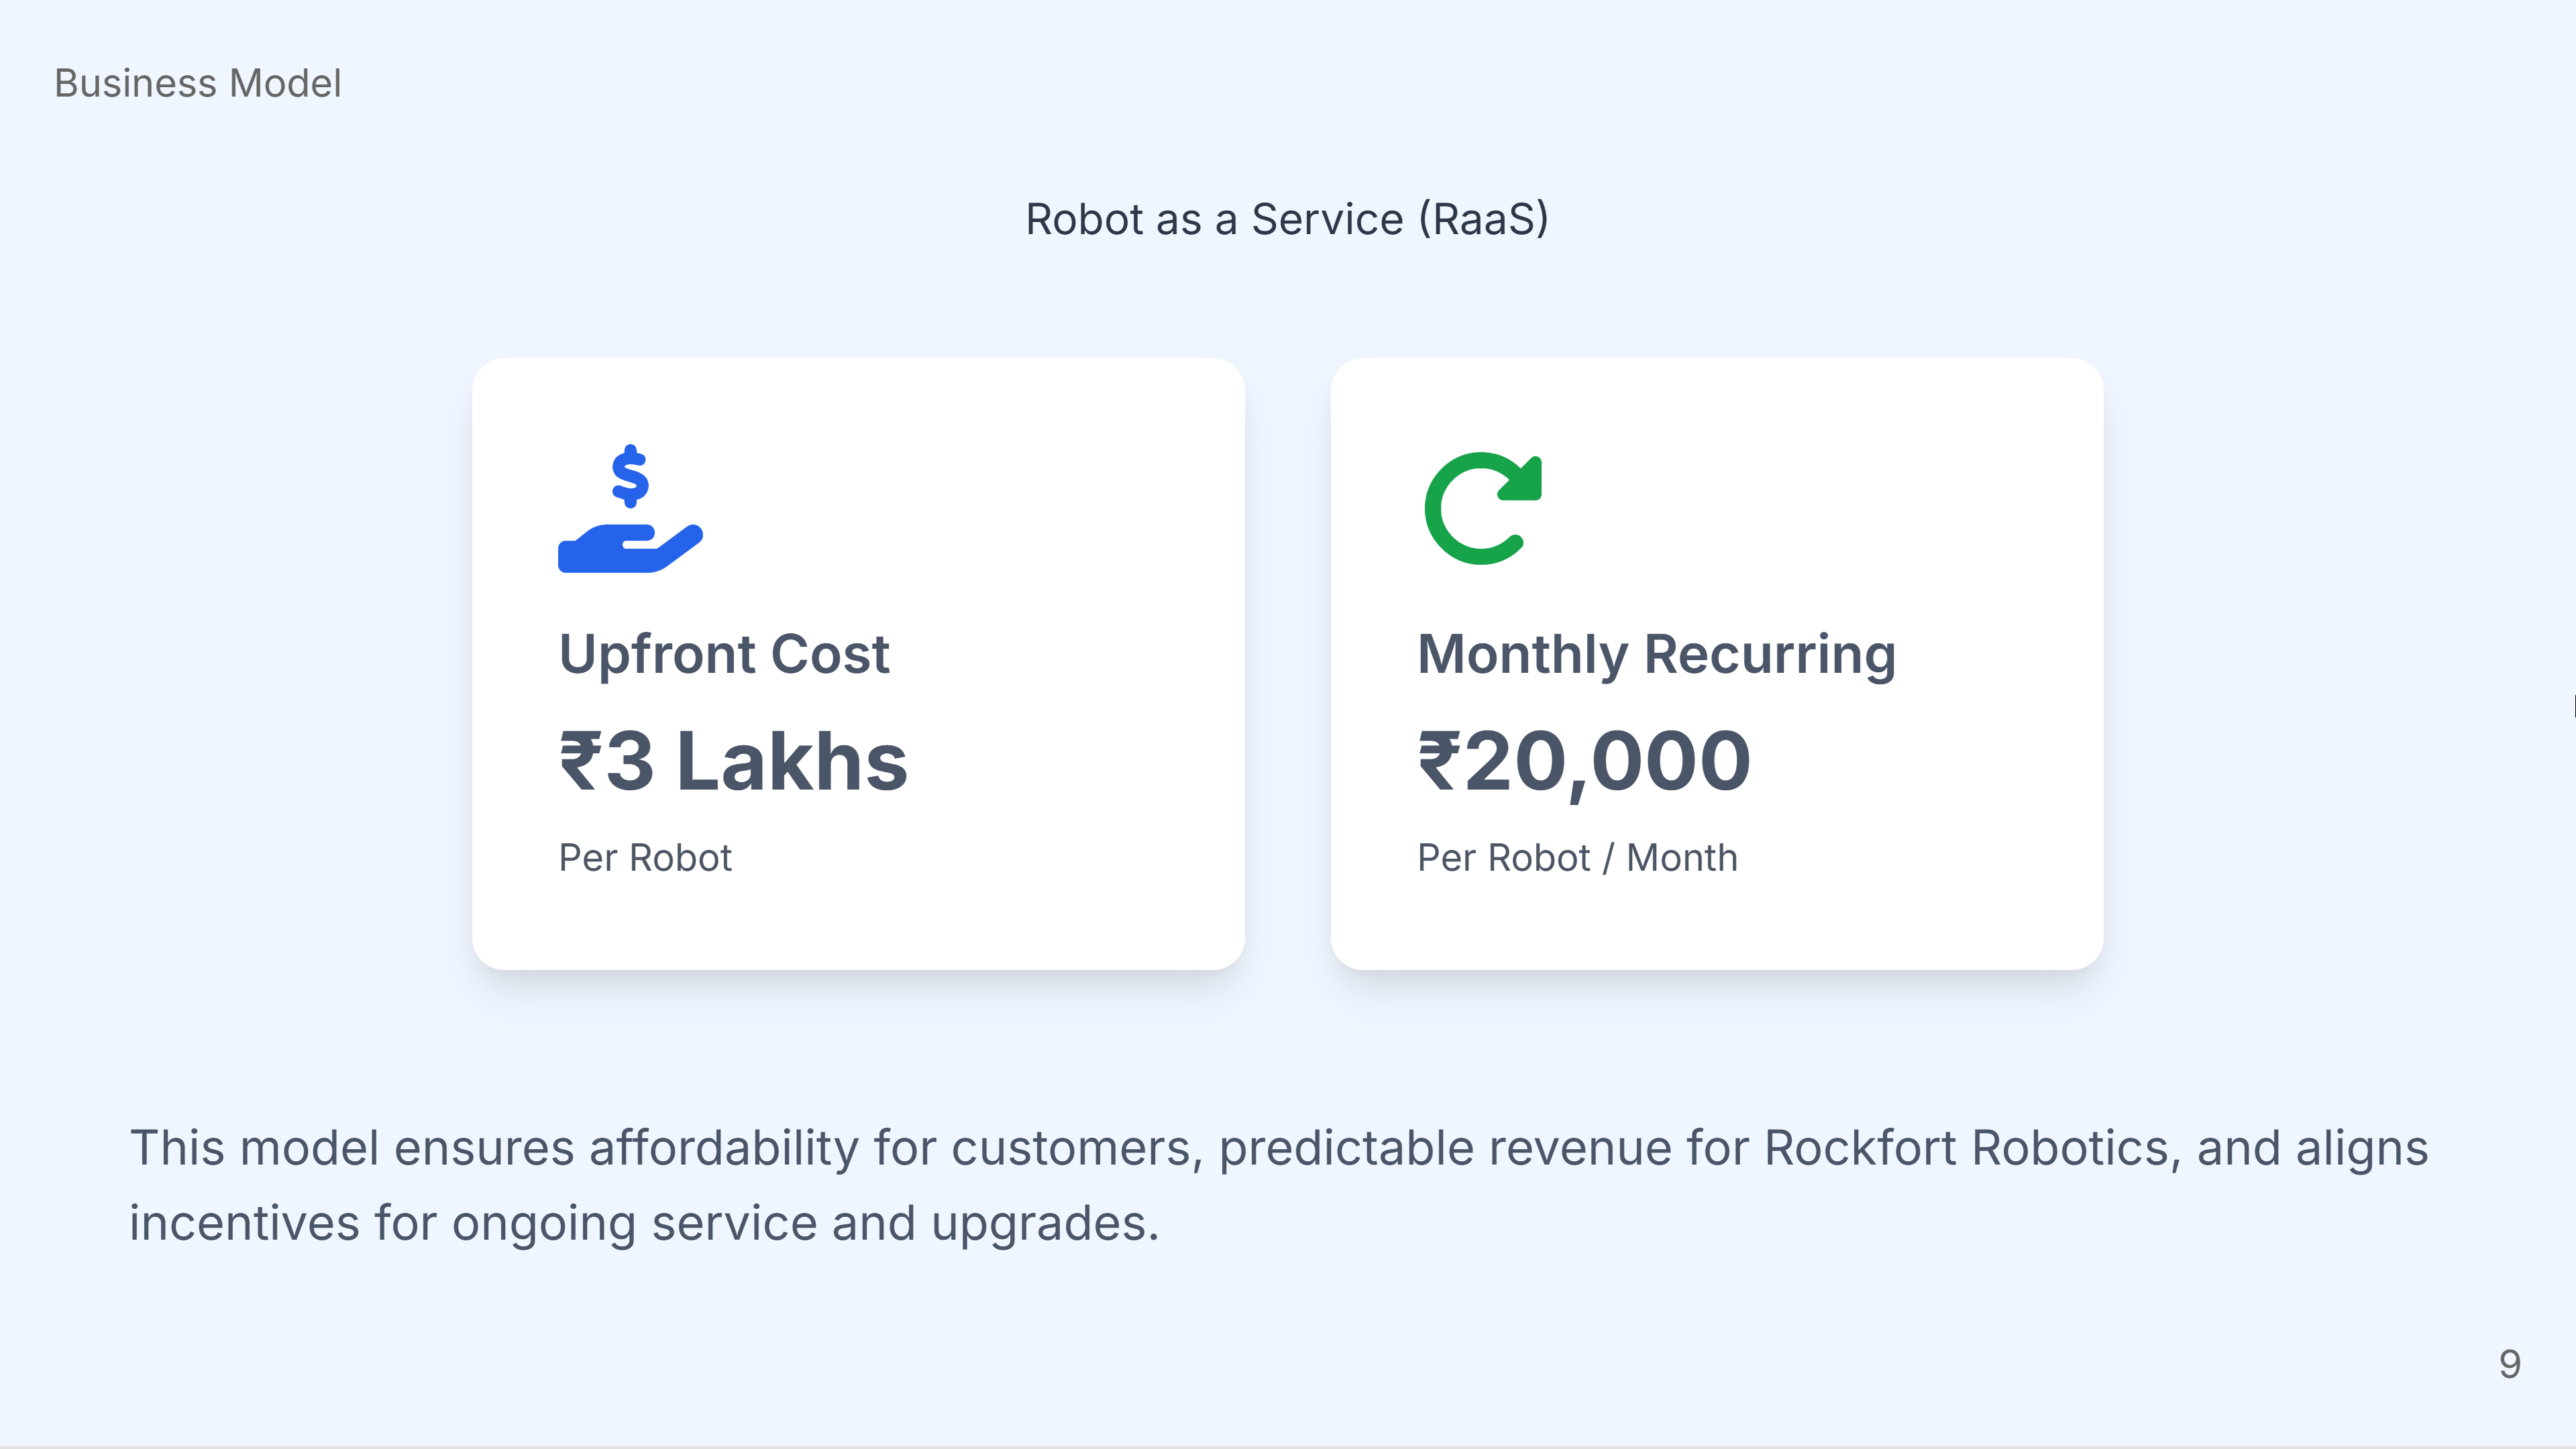 Business Model
Robot as a Service (RaaS)
Upfront Cost
₹3 Lakhs
Per Robot
Monthly Recurring
₹20,000
Per Robot / Month
This model ensures affordability for customers, predictable revenue for Rockfort Robotics, and aligns
incentives for ongoing service and upgrades.
9